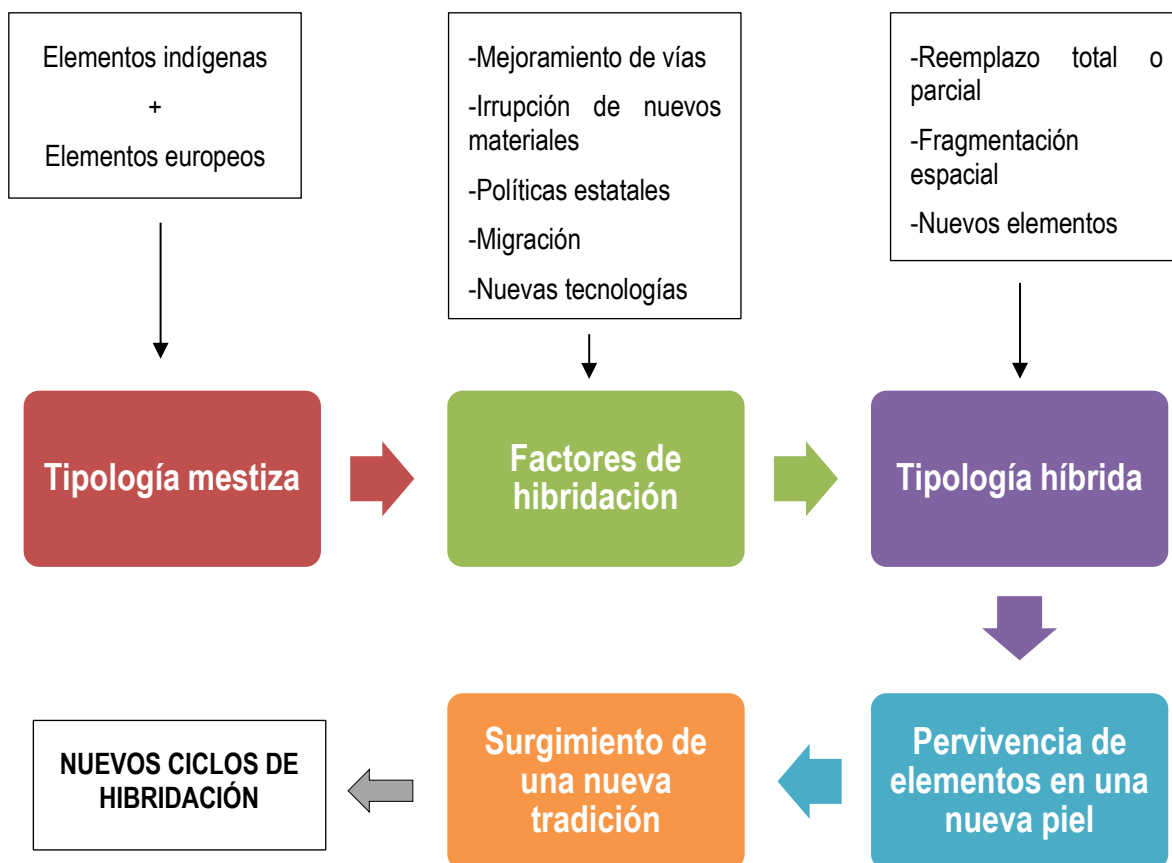 Elementos indígenas
+
Elementos europeos
-Mejoramiento de vías
-Irrupción de nuevos
materiales
-Políticas estatales
-Migración
-Nuevas tecnologías
-Reemplazo total o
parcial
-Fragmentación
espacial
-Nuevos elementos
Tipología mestiza
Factores de
hibridación
Tipología híbrida
Pervivencia de
elementos en una
nueva piel
Surgimiento de
una nueva
tradición
NUEVOS CICLOS DE
HIBRIDACIÓN